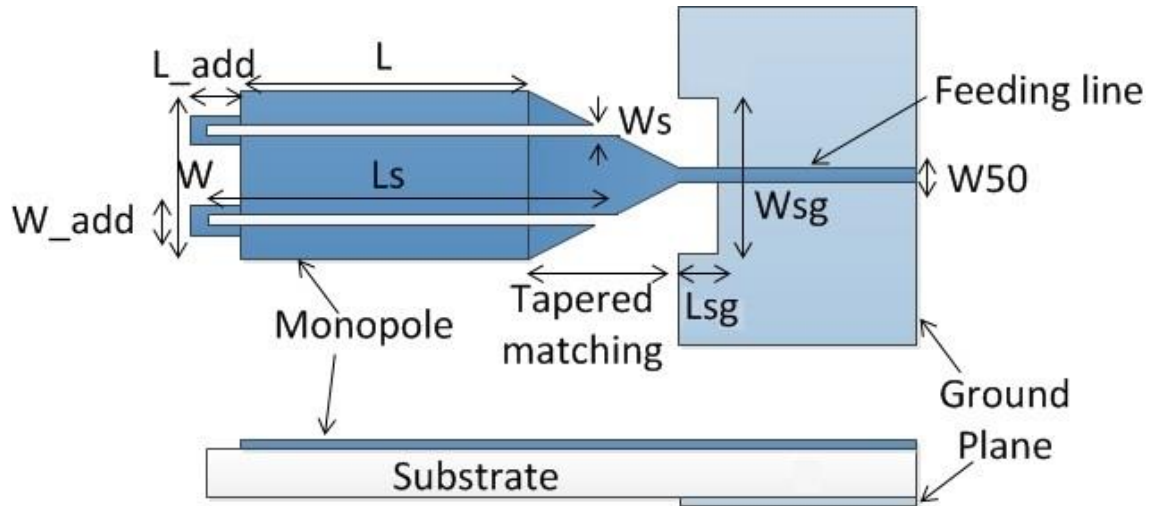 L_add
L
Ws
Feeding line
W
Ls
W50
W_add
Wsg
Tapered
matching
Lsg
Monopole
Ground
Plane
Substrate